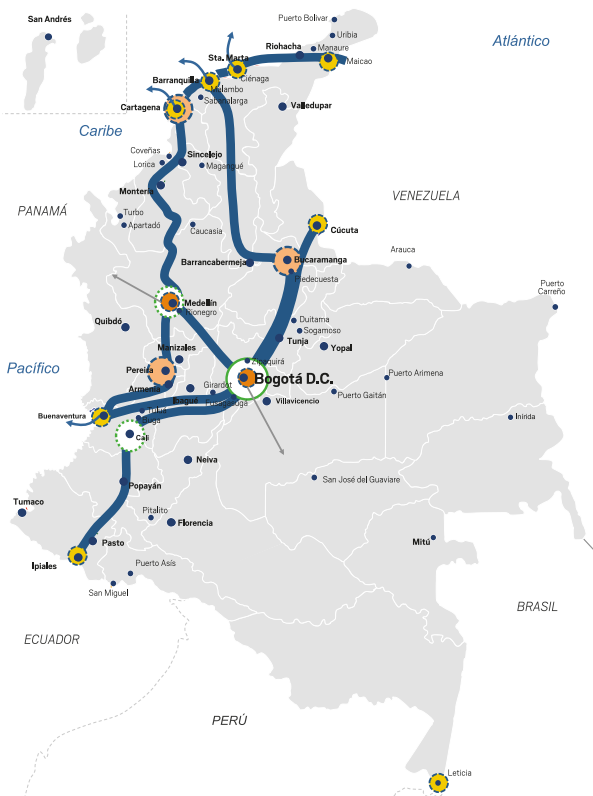 San Andrés
Puerto Bolivar
Uribia
Atlántico
Riohacha
Manaure
Sta. Marta
Maicao
Barranquilla
Ciénaga
Malambo
Sabanalarga
Cartagena
Valledupar
Caribe
Coveñas
Sincelejo
Lorica
Magangué
Montería
VENEZUELA
PANAMÁ
Turbo
Apartadó
Caucasia
Cúcuta
Arauca
Barrancabermeja
Bucaramanga
Piedecuesta
Puerto
Carreño
Medellín
Rionegro
Quibdó
Duitama
Sogamoso
Tunja
Yopal
Manizales
Zipaquirá
Pacífico
Pereira
Bogotá D.C.
Puerto Arimena
Armenia
Girardot
Puerto Gaitán
Ibagué
Fusagasuga
Villavicencio
Buenaventura
Tuluá
Buga
Inírida
Cali
Neiva
San José del Guaviare
Popayán
Tumaco
Pitalito
Florencia
Pasto
Mitú
Ipiales
Puerto Asís
San Miguel
BRASIL
ECUADOR
PERÚ
Leticia